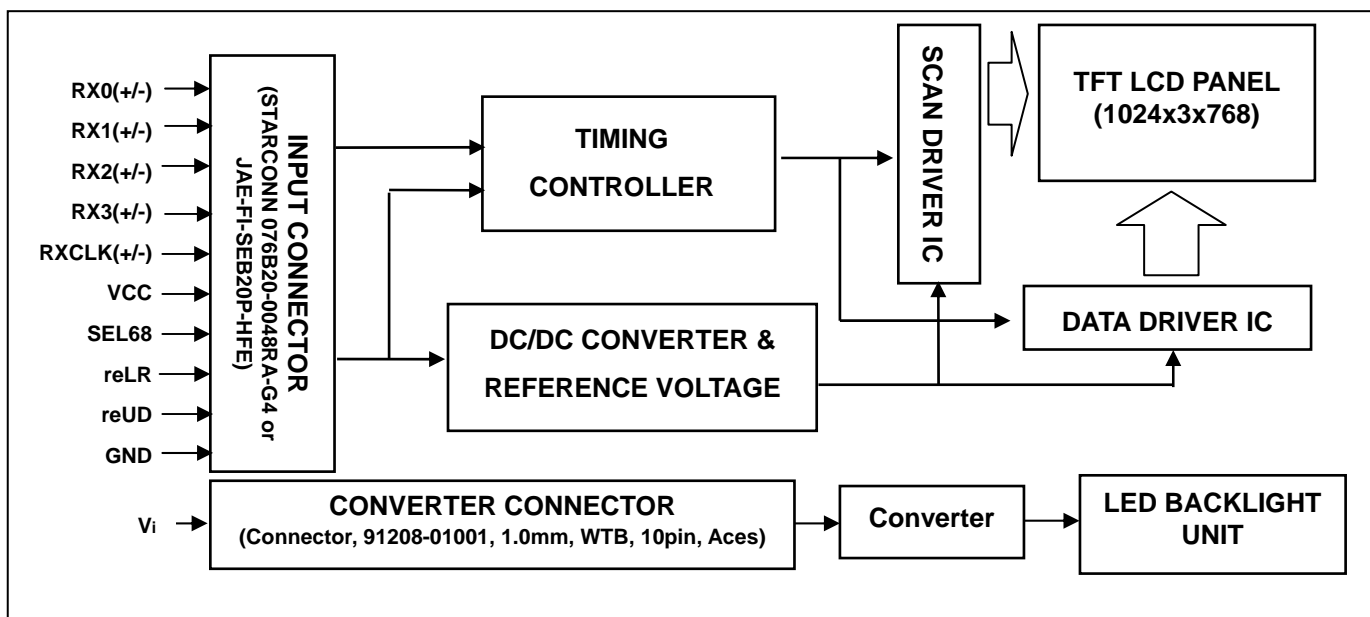 RX0(+/-)
RX1(+/-)
RX2(+/-)
RX3(+/-)
RXCLK(+/-)
VCC
SEL68
reLR
reUD
GND
INPUT CONNECTOR
(STARCONN 076B20-0048RA-G4 or
JAE-FI-SEB20P-HFE)
TIMING
CONTROLLER
DC/DC CONVERTER &
REFERENCE VOLTAGE
SCAN DRIVER IC
TFT LCD PANEL
(1024x3x768)
DATA DRIVER IC
Vi
CONVERTER CONNECTOR
(Connector, 91208-01001, 1.0mm, WTB, 10pin, Aces)
Converter
LED BACKLIGHT
UNIT